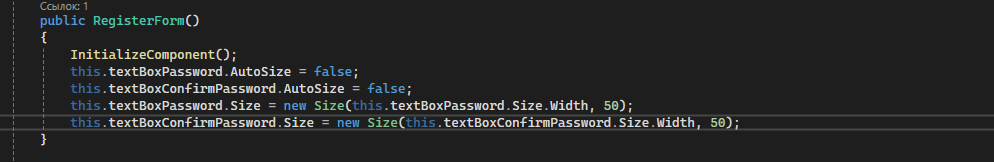 Ссылок: 1
public RegisterForm()
{
InitializeComponent();
this.textBoxPassword.AutoSize = false;
this.textBoxConfirmPassword.AutoSize = false;
this.textBoxPassword.Size = new Size(this.textBoxPassword.Size.Width, 50);
this.textBoxConfirmPassword.Size = new Size(this.textBoxConfirmPassword.Size.Width, 50);
}